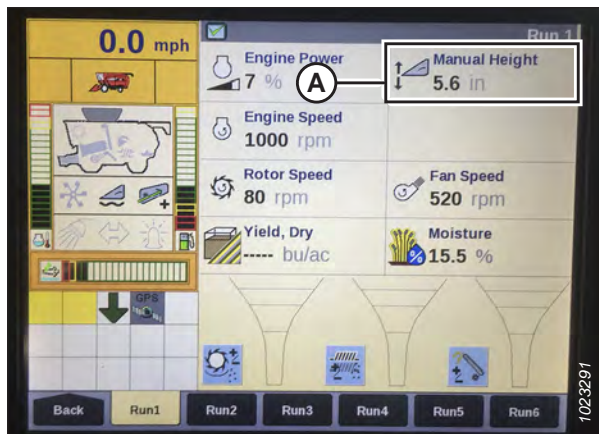 0.0 mph
Run 1
Engine Power
7 %
A
Manual Height
5.6 in
Engine Speed
1000 rpm
Rotor Speed
80 rpm
Fan Speed
520 rpm
Yield, Dry
----- bu/ac
Moisture
15.5 %
GPS
Back
Run1
Run2
Run3
Run4
Run5
Run6
1023291